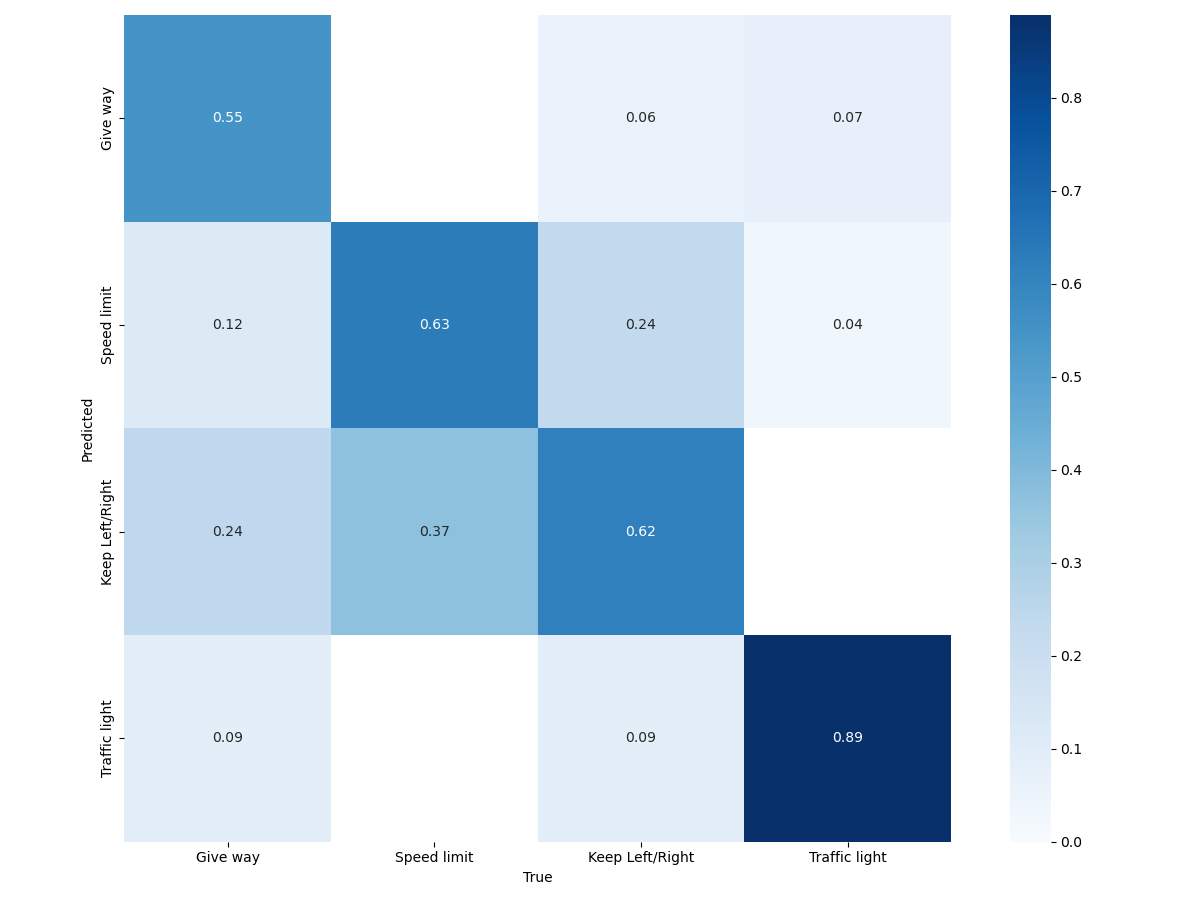 Give way
0.55
0.06
0.07
Speed limit
0.12
0.63
0.24
0.04
Predicted
Keep Left/Right
0.24
0.37
0.62
Traffic light
0.09
0.09
0.89
Give way
Speed limit
Keep Left/Right
Traffic light
True
0.8
0.7
0.6
0.5
0.4
0.3
0.2
0.1
0.0